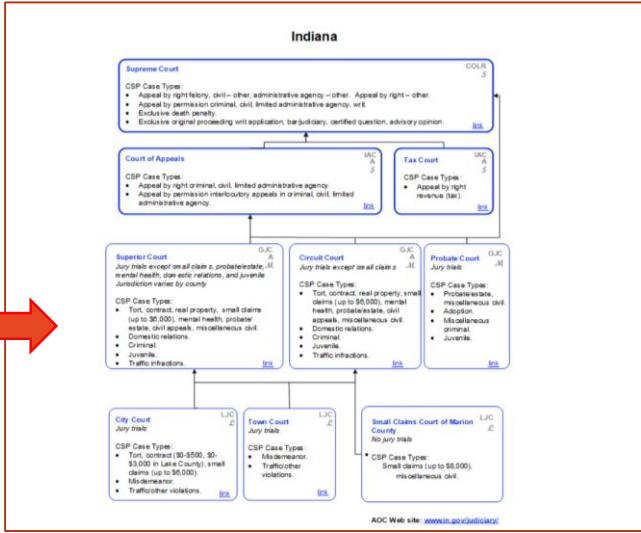 Indiana
Supreme Court
COLR
S
CSP Case Types:
• Appeal by right felony, civil – other, administrative agency – other. Appeal by right – other.
• Appeal by permission criminal, civil, limited administrative agency, writ.
• Exclusive death penalty.
• Exclusive original proceeding writ application, bar/judiciary, certified question, advisory opinion.
link
Court of Appeals
IAC
A
S
CSP Case Types:
• Appeal by right criminal, civil, limited administrative agency.
• Appeal by permission interlocutory appeals in criminal, civil, limited
administrative agency.
link
Tax Court
IAC
A
S
CSP Case Types:
• Appeal by right
revenue (tax).
link
Superior Court
GJC
A
M
Jury trials except small claims, probate/estate,
mental health, domestic relations, and juvenile
Jurisdiction varies by county
CSP Case Types:
• Tort, contract, real property, small claims
(up to $6,000), mental health, probate/
estate, civil appeals, miscellaneous civil.
• Domestic relations.
• Criminal.
• Juvenile.
• Traffic infractions.
link
Circuit Court
GJC
A
M
Jury trials except small claims
CSP Case Types:
• Tort, contract, real property, small
claims (up to $6,000), mental
health, probate/estate, civil
appeals, miscellaneous civil.
• Domestic relations.
• Criminal.
• Juvenile.
• Traffic infractions.
link
Probate Court
GJC
M
Jury trials
CSP Case Types:
• Probate/estate,
miscellaneous civil.
• Adoption.
• Miscellaneous
criminal.
• Juvenile.
link
City Court
LJC
L
Jury trials
CSP Case Types:
• Tort, contract ($0-$500, $0-
$3,000 in Lake County), small
claims (up to $6,000).
• Misdemeanor.
• Traffic/other violations.
link
Town Court
LJC
L
Jury trials
CSP Case Types:
• Misdemeanor.
• Traffic/other
violations.
link
Small Claims Court of Marion
County
LJC
L
No jury trials
• CSP Case Types:
Small claims (up to $8,000),
miscellaneous civil.
link
AOC Web site: www.in.gov/judiciary/